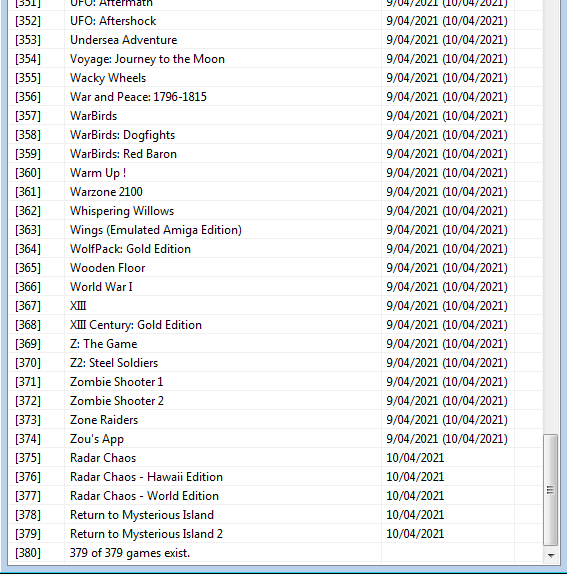 [351] UFO: Aftermath 9/04/2021 (10/04/2021)
[352] UFO: Aftershock 9/04/2021 (10/04/2021)
[353] Undersea Adventure 9/04/2021 (10/04/2021)
[354] Voyage: Journey to the Moon 9/04/2021 (10/04/2021)
[355] Wacky Wheels 9/04/2021 (10/04/2021)
[356] War and Peace: 1796-1815 9/04/2021 (10/04/2021)
[357] WarBirds 9/04/2021 (10/04/2021)
[358] WarBirds: Dogfights 9/04/2021 (10/04/2021)
[359] WarBirds: Red Baron 9/04/2021 (10/04/2021)
[360] Warm Up ! 9/04/2021 (10/04/2021)
[361] Warzone 2100 9/04/2021 (10/04/2021)
[362] Whispering Willows 9/04/2021 (10/04/2021)
[363] Wings (Emulated Amiga Edition) 9/04/2021 (10/04/2021)
[364] WolfPack: Gold Edition 9/04/2021 (10/04/2021)
[365] Wooden Floor 9/04/2021 (10/04/2021)
[366] World War I 9/04/2021 (10/04/2021)
[367] XIII 9/04/2021 (10/04/2021)
[368] XIII Century: Gold Edition 9/04/2021 (10/04/2021)
[369] Z: The Game 9/04/2021 (10/04/2021)
[370] Z2: Steel Soldiers 9/04/2021 (10/04/2021)
[371] Zombie Shooter 1 9/04/2021 (10/04/2021)
[372] Zombie Shooter 2 9/04/2021 (10/04/2021)
[373] Zone Raiders 9/04/2021 (10/04/2021)
[374] Zou's App 9/04/2021 (10/04/2021)
[375] Radar Chaos 10/04/2021
[376] Radar Chaos - Hawaii Edition 10/04/2021
[377] Radar Chaos - World Edition 10/04/2021
[378] Return to Mysterious Island 10/04/2021
[379] Return to Mysterious Island 2 10/04/2021
[380] 379 of 379 games exist.